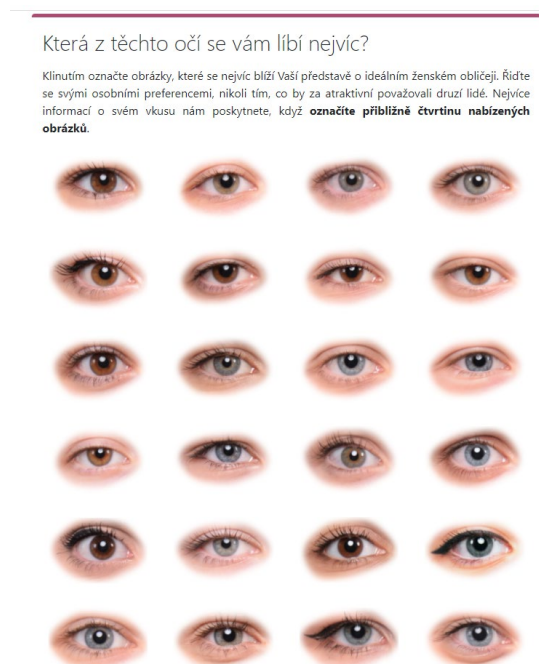 Která z těchto očí se vám líbí nejvíc?
Klinutím označte obrázky, které se nejvíc blíží Vaší představě o ideálním ženském obličeji. Řiďte
se svými osobními preferencemi, nikoli tím, co by za atraktivní považovali druzí lidé. Nejvíce
informací o svém vkusu nám poskytnete, když označíte přibližně čtvrtinu nabízených
obrázků.